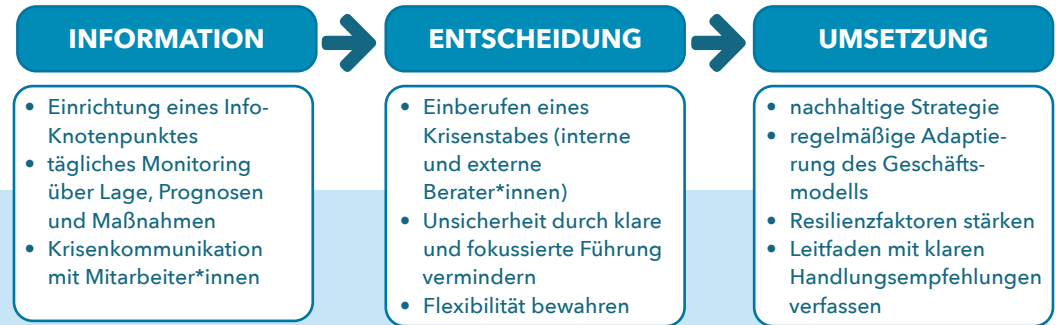 INFORMATION
• Einrichtung eines Info-
Knotenpunktes
• tägliches Monitoring
über Lage, Prognosen
und Maßnahmen
• Krisenkommunikation
mit Mitarbeiter*innen
ENTSCHEIDUNG
• Einberufen eines
Krisenstabes (interne
und externe
Berater*innen)
• Unsicherheit durch klare
und fokussierte Führung
vermindern
• Flexibilität bewahren
UMSETZUNG
• nachhaltige Strategie
• regelmäßige Adaptie-
rung des Geschäfts-
modells
• Resilienzfaktoren stärken
• Leitfaden mit klaren
Handlungsempfehlungen
verfassen